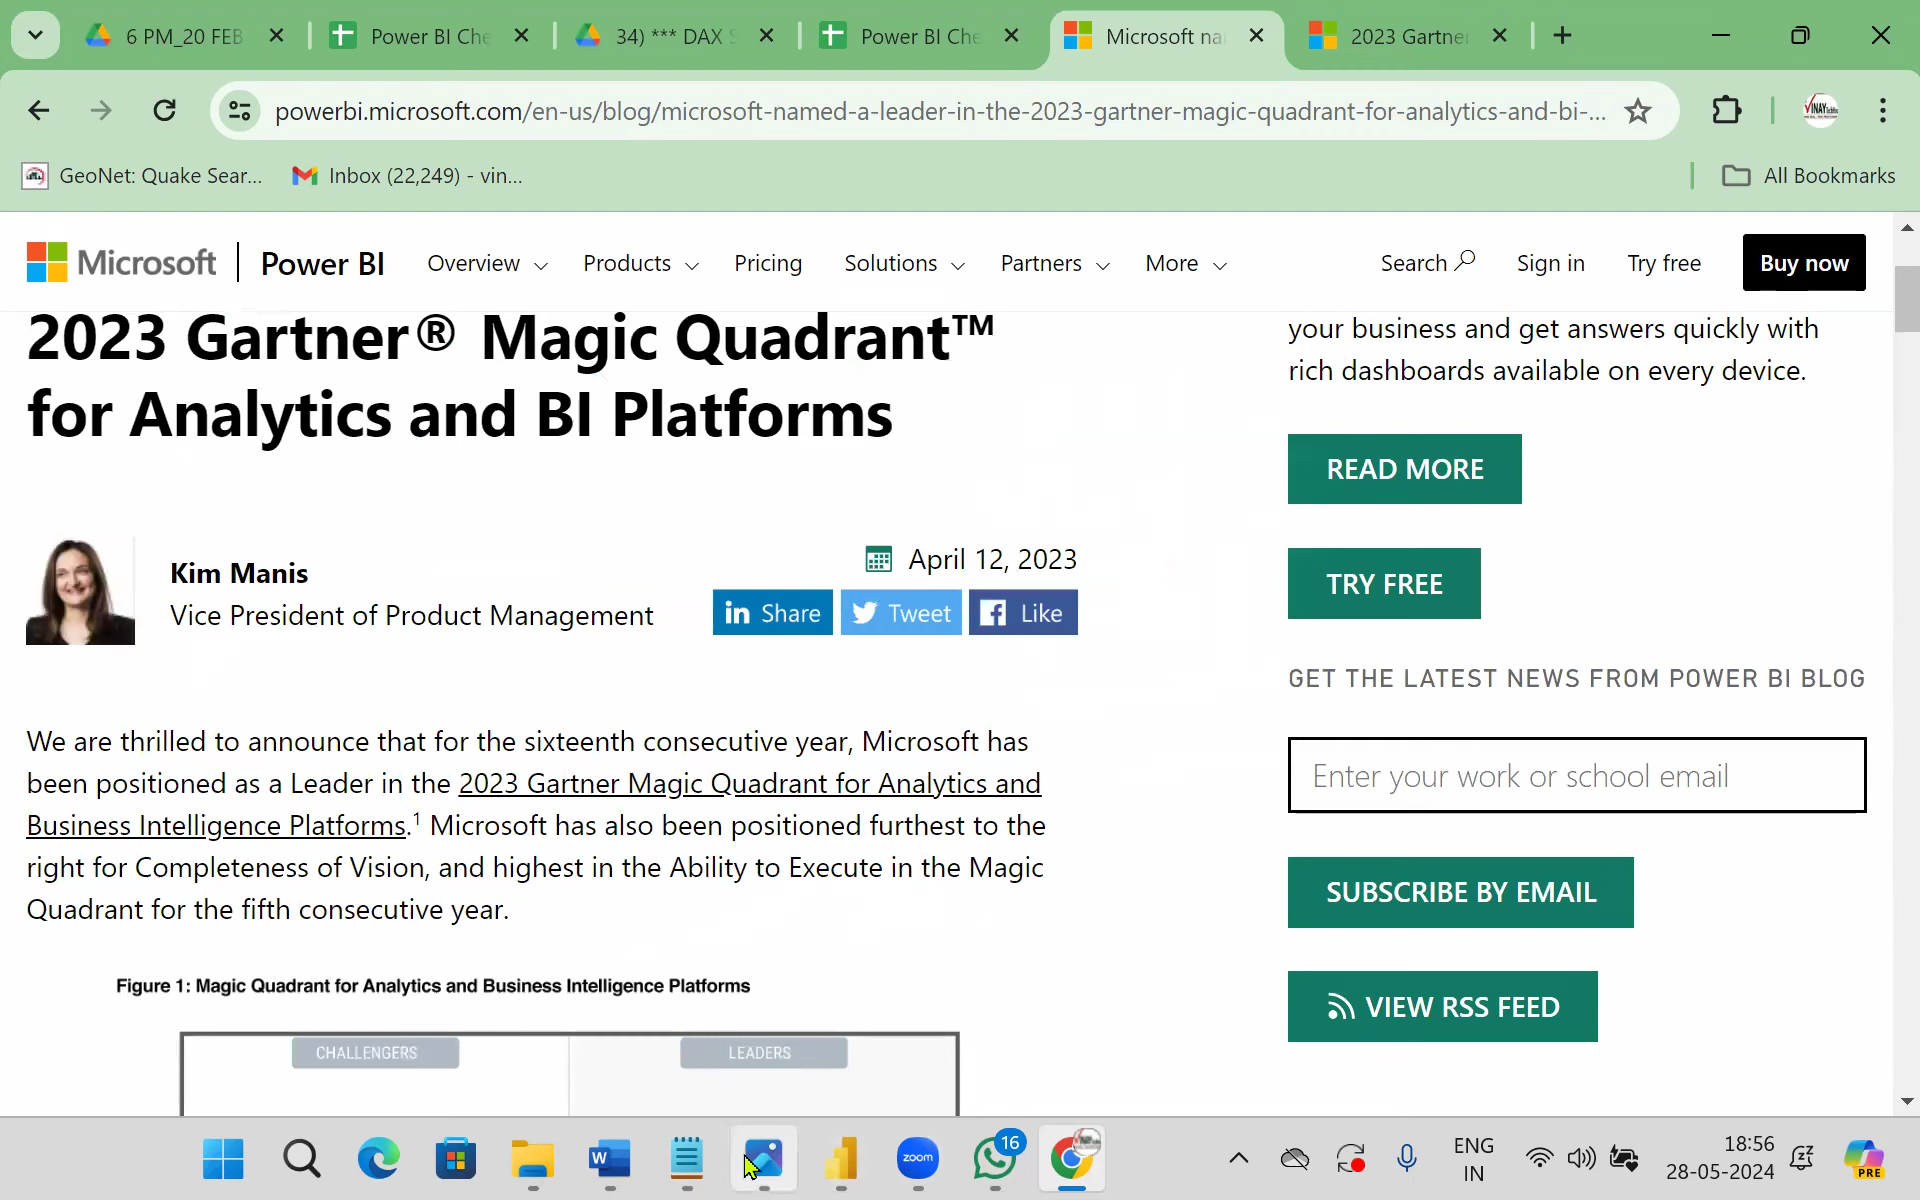 6 PM_20 FEB
Power BI Che
34) *** DAX S
Power BI Che
Microsoft na
2023 Gartne
powerbi.microsoft.com/en-us/blog/microsoft-named-a-leader-in-the-2023-gartner-magic-quadrant-for-analytics-and-bi-...
GeoNet: Quake Sear...
Inbox (22,249) - vin...
All Bookmarks
Microsoft
Power BI
Overview
Products
Pricing
Solutions
Partners
More
Search
Sign in
Try free
Buy now
2023 Gartner® Magic Quadrant™
for Analytics and BI Platforms
Kim Manis
Vice President of Product Management
April 12, 2023
in Share
Tweet
Like
We are thrilled to announce that for the sixteenth consecutive year, Microsoft has
been positioned as a Leader in the 2023 Gartner Magic Quadrant for Analytics and
Business Intelligence Platforms.¹ Microsoft has also been positioned furthest to the
right for Completeness of Vision, and highest in the Ability to Execute in the Magic
Quadrant for the fifth consecutive year.
Figure 1: Magic Quadrant for Analytics and Business Intelligence Platforms
CHALLENGERS
LEADERS
your business and get answers quickly with
rich dashboards available on every device.
READ MORE
TRY FREE
GET THE LATEST NEWS FROM POWER BI BLOG
Enter your work or school email
SUBSCRIBE BY EMAIL
VIEW RSS FEED
W
zoom
16
ENG
IN
18:56
28-05-2024
PRE